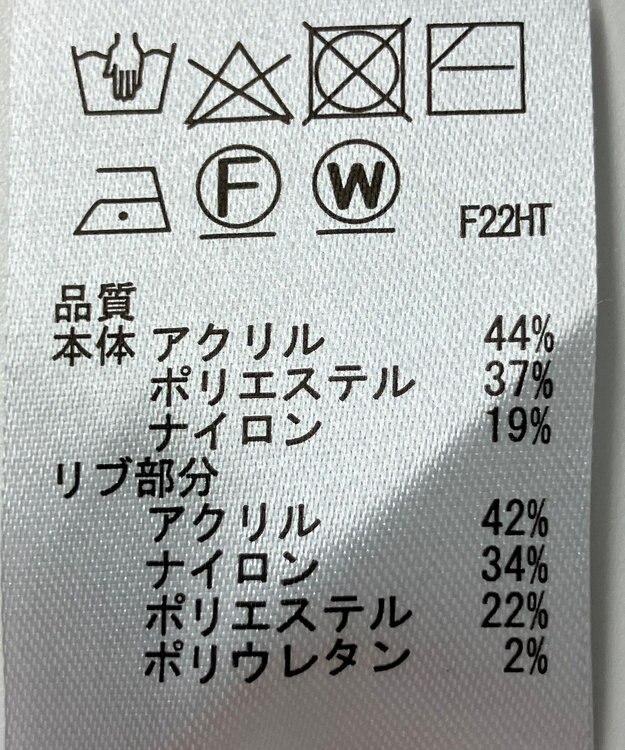 F W F22HT
品質
本体 アクリル 44%
ポリエステル 37%
ナイロン 19%
リブ部分
アクリル 42%
ナイロン 34%
ポリエステル 22%
ポリウレタン 2%